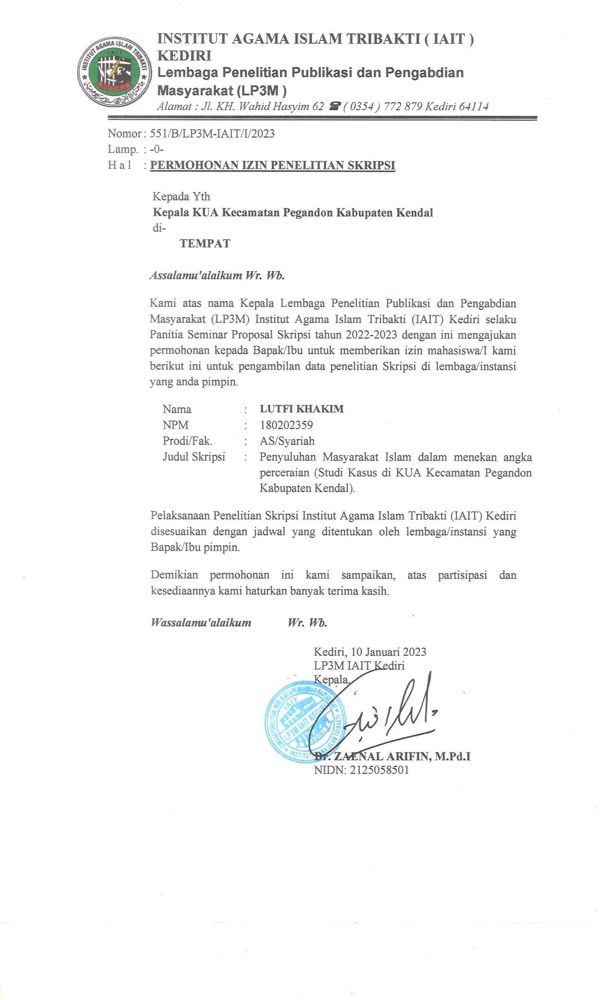 INSTITUT AGAMA ISLAM TRIBAKTI ( IAIT )
KEDIRI
Lembaga Penelitian Publikasi dan Pengabdian
Masyarakat (LP3M )
Alamat : Jl. KH. Wahid Hasyim 62 ☎ ( 0354 ) 772 879 Kediri 64114
INSTITUT AGAMA ISLAM TRIBAKTI
IAIT
KEDIRI
Nomor : 551/B/LP3M-IAIT/I/2023
Lamp. : -0-
H a l : PERMOHONAN IZIN PENELITIAN SKRIPSI
Kepada Yth
Kepala KUA Kecamatan Pegandon Kabupaten Kendal
di-
TEMPAT
Assalamu'alaikum Wr. Wb.
Kami atas nama Kepala Lembaga Penelitian Publikasi dan Pengabdian
Masyarakat (LP3M) Institut Agama Islam Tribakti (IAIT) Kediri selaku
Panitia Seminar Proposal Skripsi tahun 2022-2023 dengan ini mengajukan
permohonan kepada Bapak/Ibu untuk memberikan izin mahasiswa/I kami
berikut ini untuk pengambilan data penelitian Skripsi di lembaga/instansi
yang anda pimpin.
Nama : LUTFI KHAKIM
NPM : 180202359
Prodi/Fak. : AS/Syariah
Judul Skripsi : Penyuluhan Masyarakat Islam dalam menekan angka
perceraian (Studi Kasus di KUA Kecamatan Pegandon
Kabupaten Kendal).
Pelaksanaan Penelitian Skripsi Institut Agama Islam Tribakti (IAIT) Kediri
disesuaikan dengan jadwal yang ditentukan oleh lembaga/instansi yang
Bapak/Ibu pimpin.
Demikian permohonan ini kami sampaikan, atas partisipasi dan
kesediaannya kami haturkan banyak terima kasih.
Wassalamu'alaikum Wr. Wb.
Kediri, 10 Januari 2023
LP3M IAIT Kediri
Kepala,
LEMBAGA PENELITIAN, PUBLIKASI & PENGABDIAN MASYARAKAT
IAIT
LP3M IAIT KEDIRI
KEDIRI
INSTITUT AGAMA ISLAM TRIBAKTI
Dr. ZAENAL ARIFIN, M.Pd.I
NIDN: 2125058501